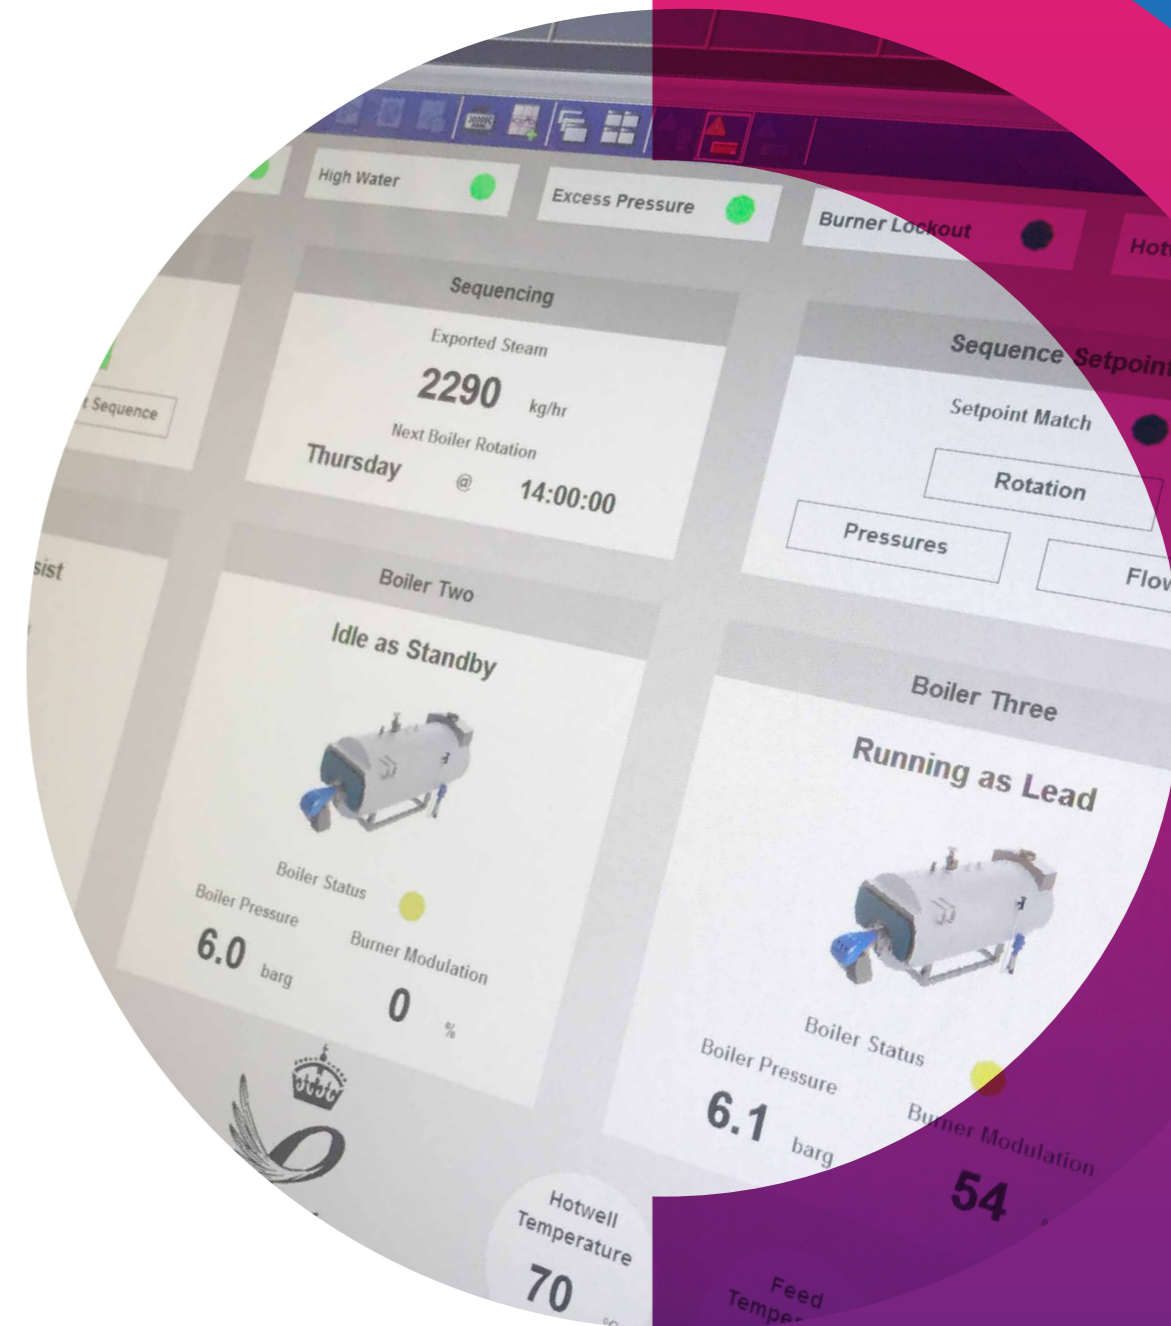 High Water
Excess Pressure
Burner Lockout
Sequencing
Exported Steam
2290 kg/hr
Next Boiler Rotation
Thursday @ 14:00:00
Sequence Setpoint
Setpoint Match
Rotation
Pressures
Sequence
Boiler Two
Idle as Standby
Boiler Status
Boiler Pressure
6.0 barg
Burner Modulation
0 %
Boiler Three
Running as Lead
Boiler Status
Boiler Pressure
6.1 barg
Burner Modulation
54
Hotwell
Temperature
70 °C
Feed